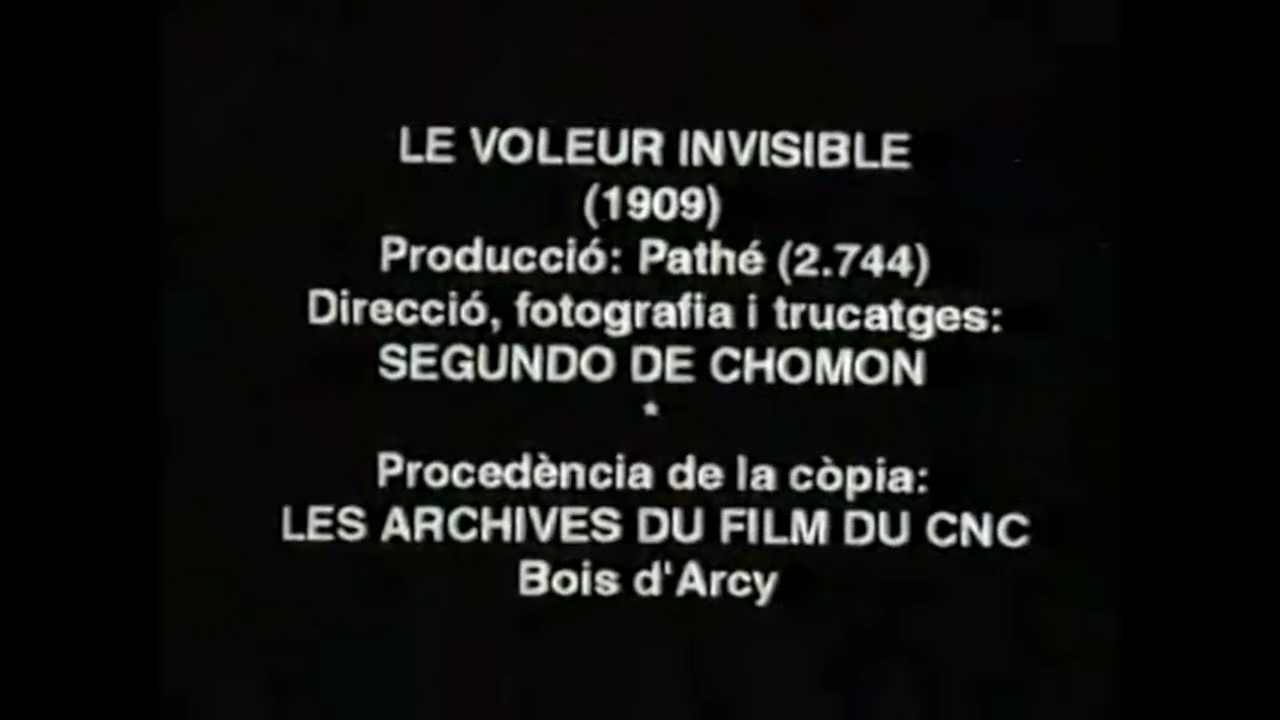 LE VOLEUR INVISIBLE
(1909)
Producció: Pathé (2.744)
Direcció, fotografia i trucatges:
SEGUNDO DE CHOMON
*
Procedència de la còpia:
LES ARCHIVES DU FILM DU CNC
Bois d'Arcy